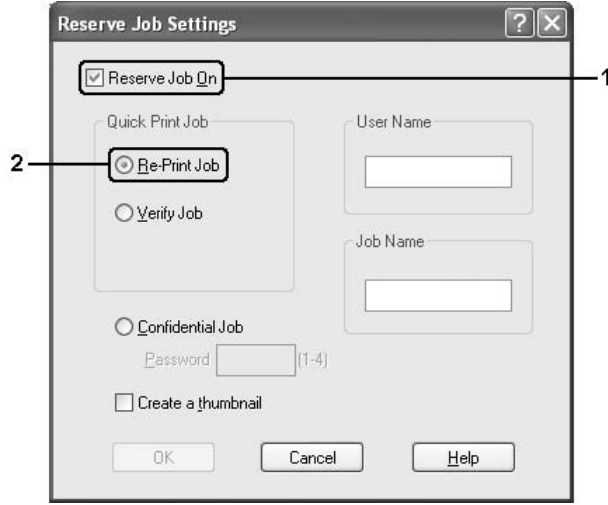 Reserve Job Settings
Reserve Job On
1
Quick Print Job
User Name
2
Re-Print Job
Verify Job
Job Name
Confidential Job
Password (1-4)
Create a thumbnail
OK Cancel Help